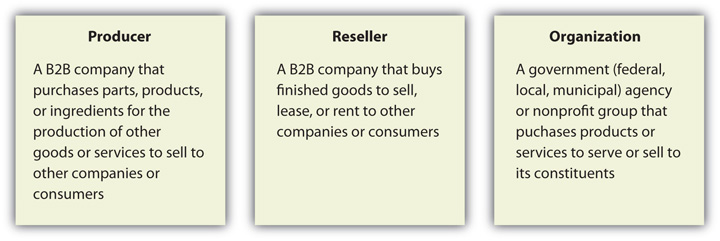 Producer
A B2B company that
purchases parts, products,
or ingredients for the
production of other
goods or services to sell to
other companies or
consumers
Reseller
A B2B company that buys
finished goods to sell,
lease, or rent to other
companies or consumers
Organization
A government (federal,
local, municipal) agency
or nonprofit group that
puchases products or
services to serve or sell to
its constituents